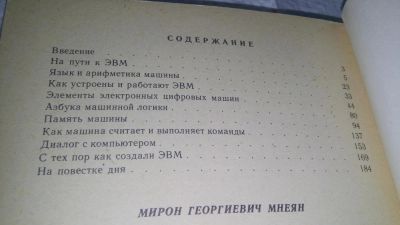 СОДЕРЖАНИЕ
Введение 3
На пути к ЭВМ 5
Язык и арифметика машины 23
Как устроены и работают ЭВМ 33
Элементы электронных цифровых машин 44
Азбука машинной логики 80
Память машины 94
Как машина считает и выполняет команды 137
Диалог с компьютером 153
С тех пор как создали ЭВМ 169
На повестке дня 184
МИРОН ГЕОРГИЕВИЧ МНЕЯН